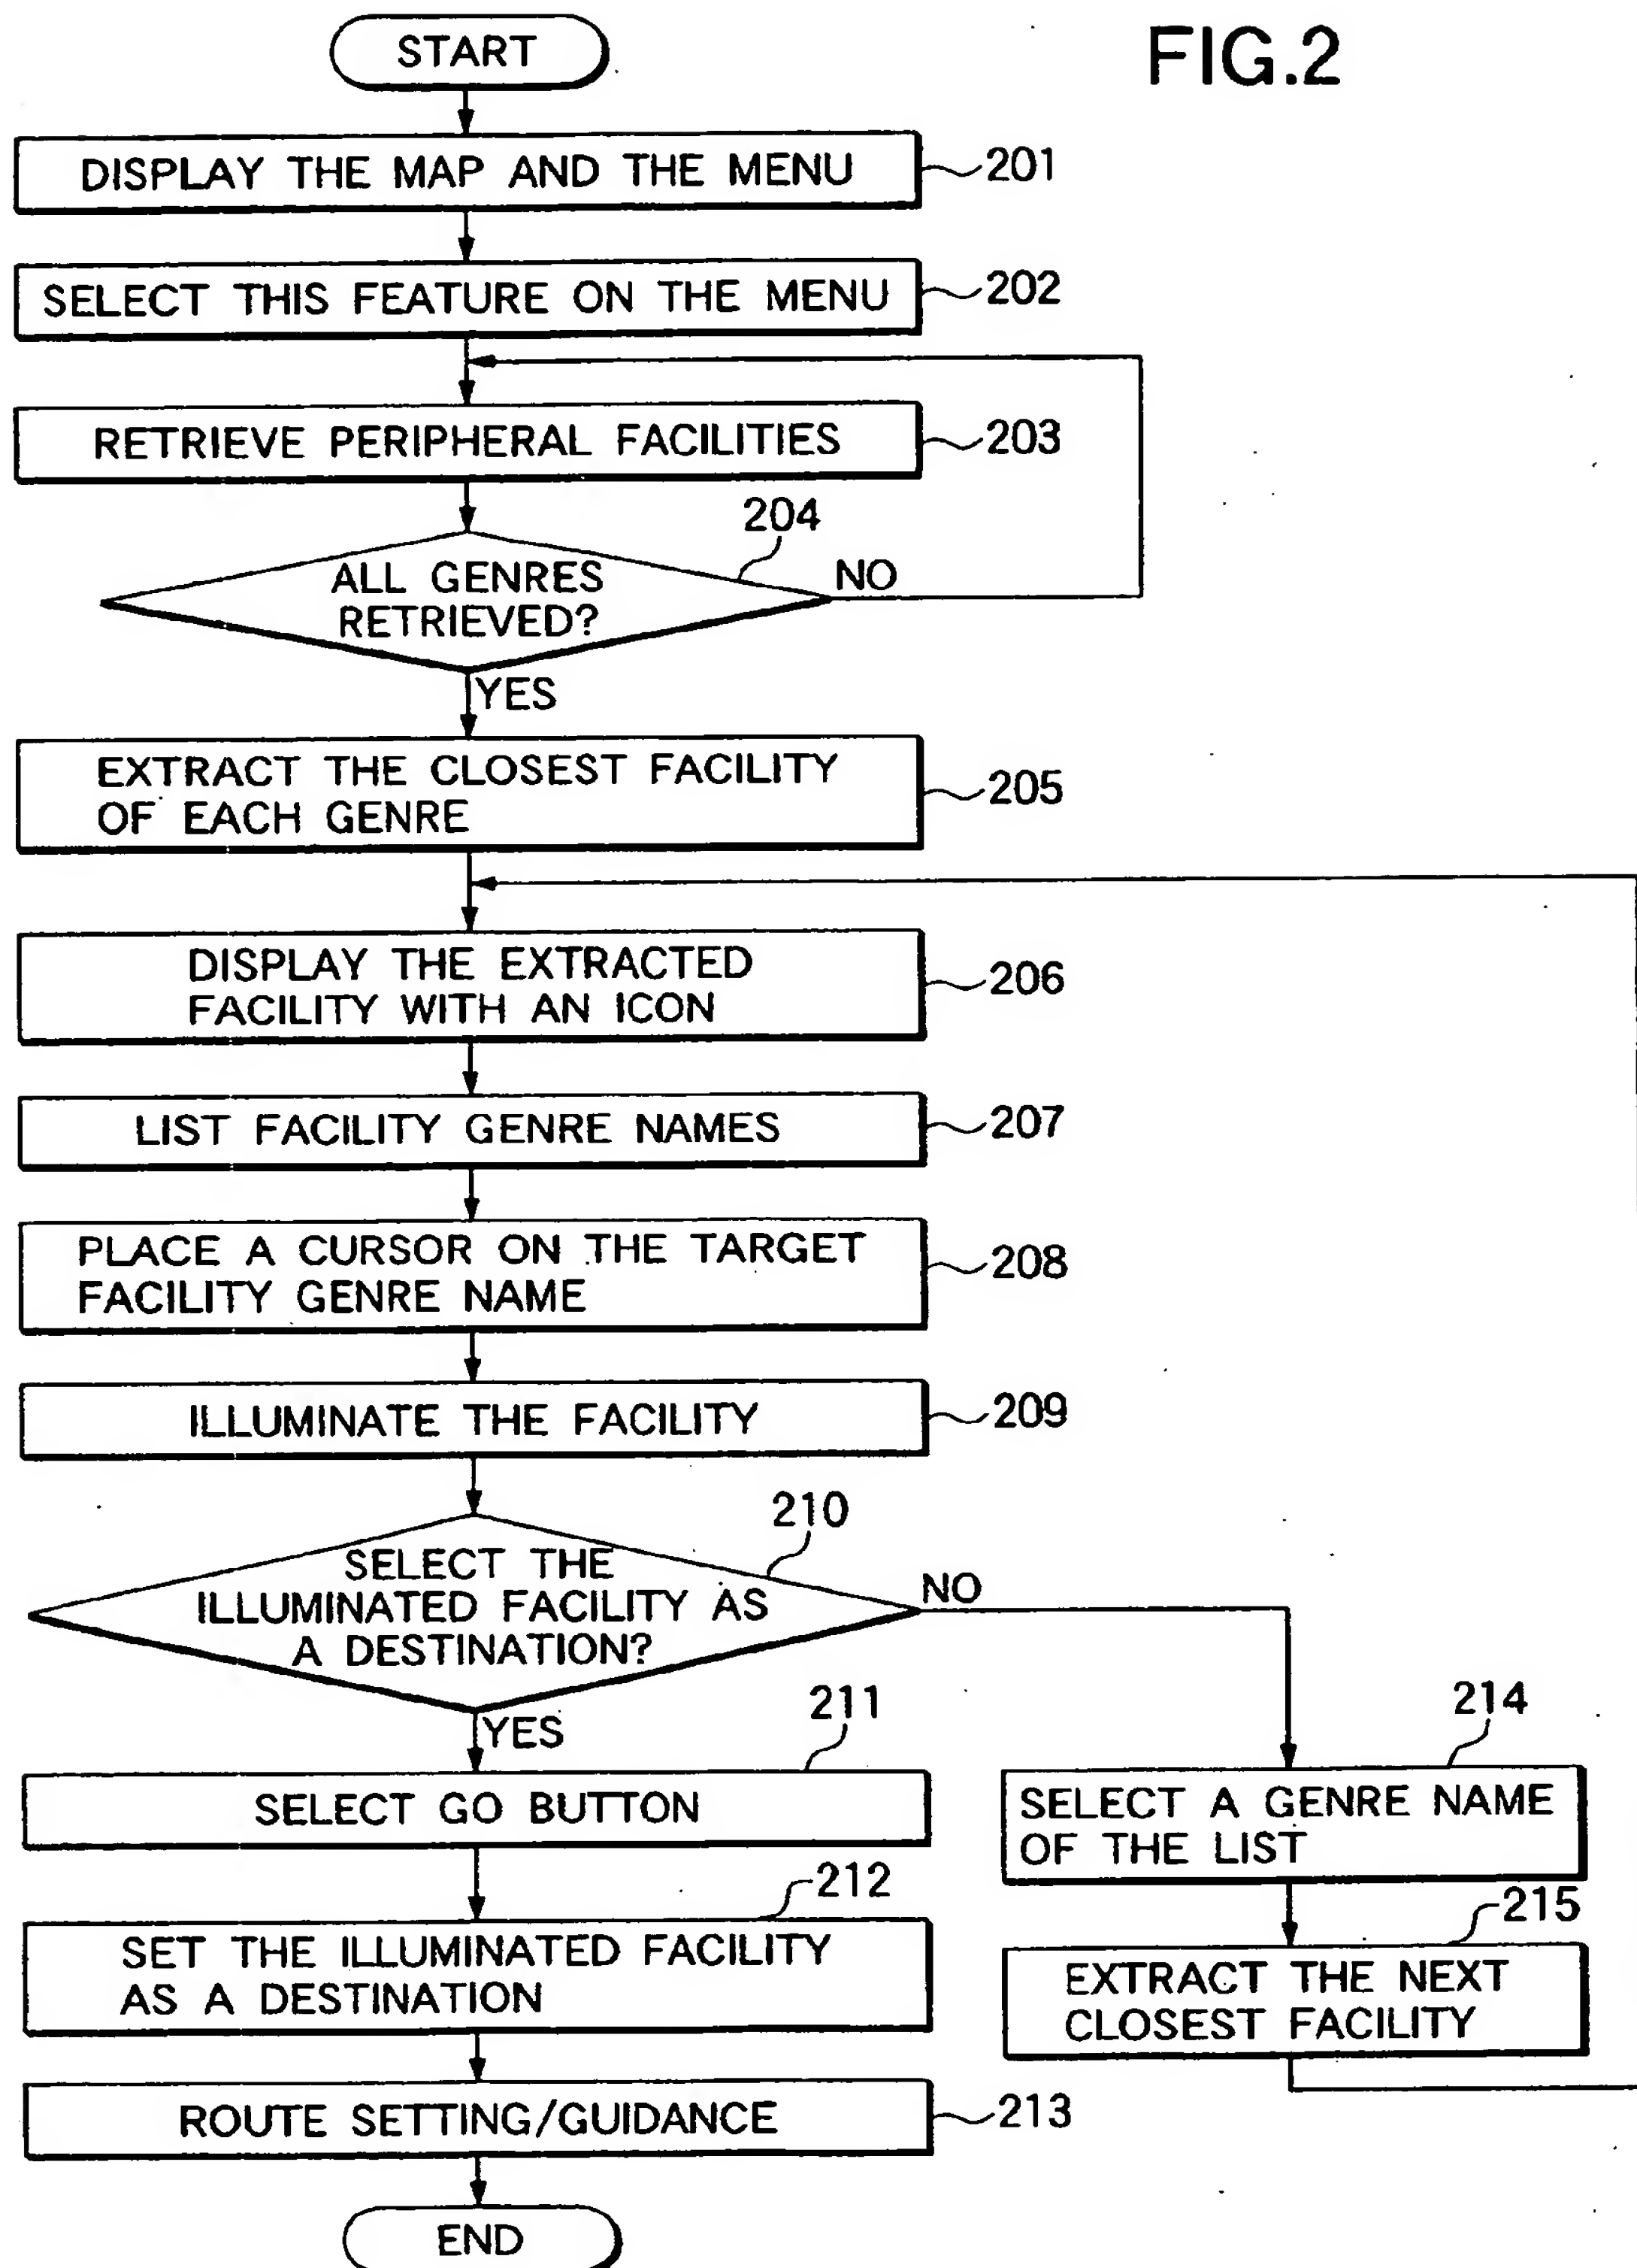 FIG.2
START
DISPLAY THE MAP AND THE MENU
201
SELECT THIS FEATURE ON THE MENU
202
RETRIEVE PERIPHERAL FACILITIES
203
204
ALL GENRES
RETRIEVED?
NO
YES
EXTRACT THE CLOSEST FACILITY
OF EACH GENRE
205
DISPLAY THE EXTRACTED
FACILITY WITH AN ICON
206
LIST FACILITY GENRE NAMES
207
PLACE A CURSOR ON THE TARGET
FACILITY GENRE NAME
208
ILLUMINATE THE FACILITY
209
210
SELECT THE
ILLUMINATED FACILITY AS
A DESTINATION?
NO
YES
211
SELECT GO BUTTON
212
SET THE ILLUMINATED FACILITY
AS A DESTINATION
ROUTE SETTING/GUIDANCE
213
END
214
SELECT A GENRE NAME
OF THE LIST
215
EXTRACT THE NEXT
CLOSEST FACILITY